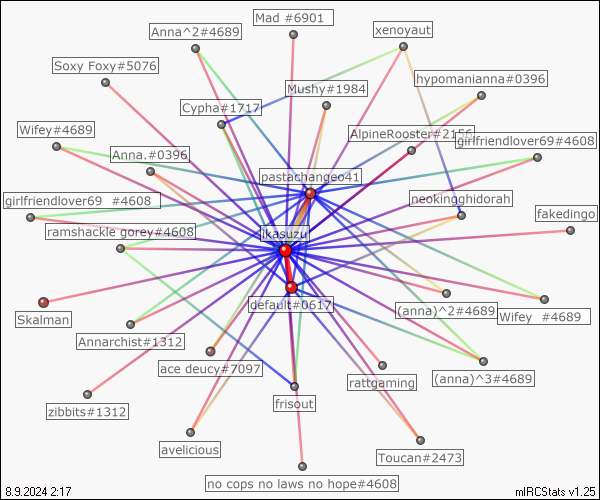 Mad #6901
Anna^2#4689
xenoyaut
Soxy Foxy#5076
hypomanianna#0396
Mushy#1984
Cypha#1717
Wifey#4689
AlpineRooster#2156
girlfriendlover69#4608
Anna.#0396
pastachangeo41
girlfriendlover69 #4608
neokingghidorah
fakedingo
ramshackle gorey#4608
ikasuzu
default#0617
Skalman
(anna)^2#4689
Wifey #4689
Annarchist#1312
ace deucy#7097
rattgaming
(anna)^3#4689
zibbits#1312
frisout
avelicious
Toucan#2473
no cops no laws no hope#4608
8.9.2024 2:17
mIRCStats v1.25